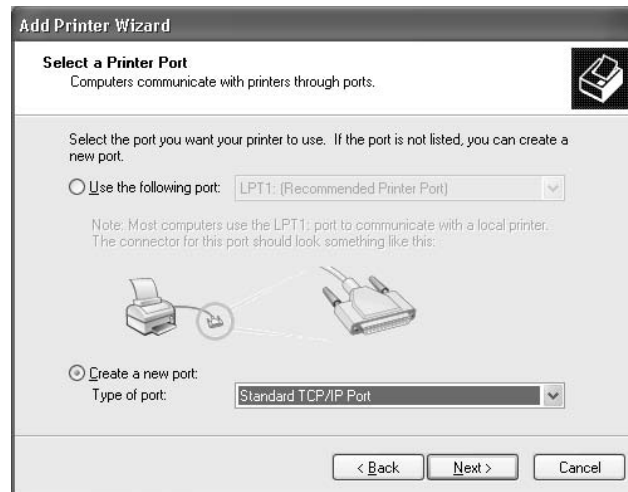 Add Printer Wizard
Select a Printer Port
Computers communicate with printers through ports.
Select the port you want your printer to use. If the port is not listed, you can create a
new port.
Use the following port: LPT1: (Recommended Printer Port)
Note: Most computers use the LPT1: port to communicate with a local printer.
The connector for this port should look something like this:
Create a new port:
Type of port: Standard TCP/IP Port
< Back Next > Cancel